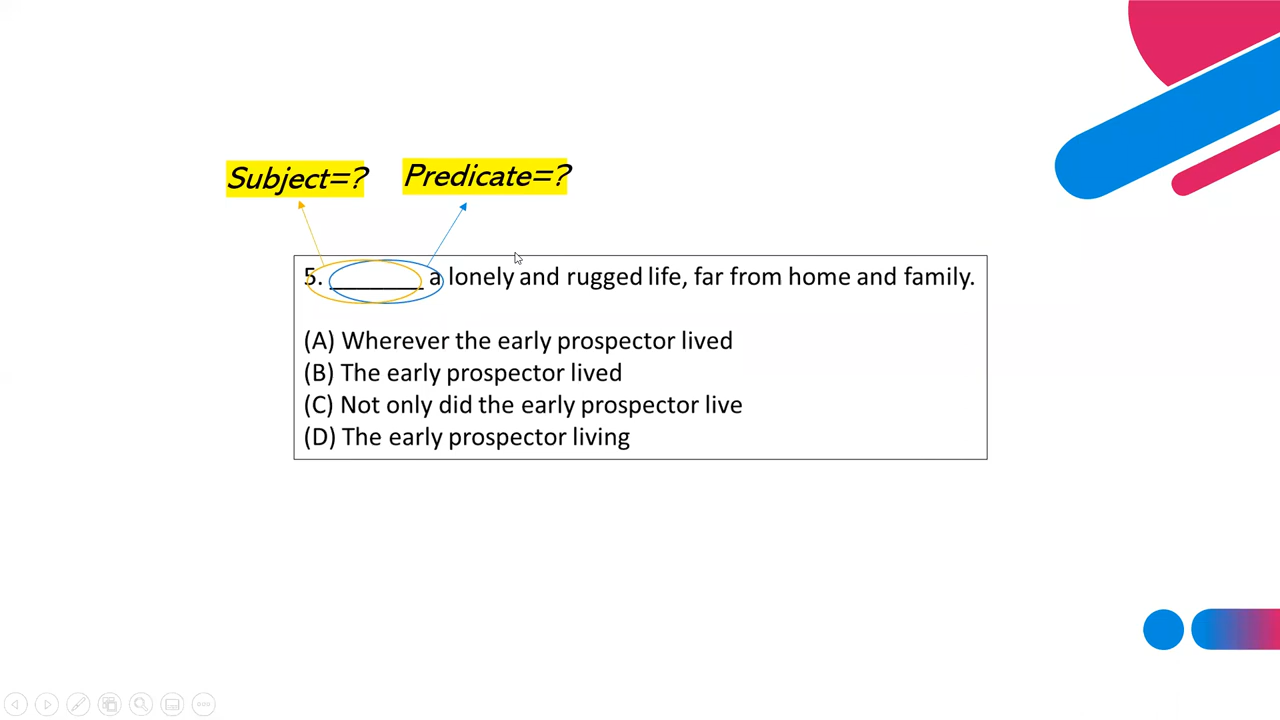 Subject=? Predicate=?
5. ________ a lonely and rugged life, far from home and family.
(A) Wherever the early prospector lived
(B) The early prospector lived
(C) Not only did the early prospector live
(D) The early prospector living